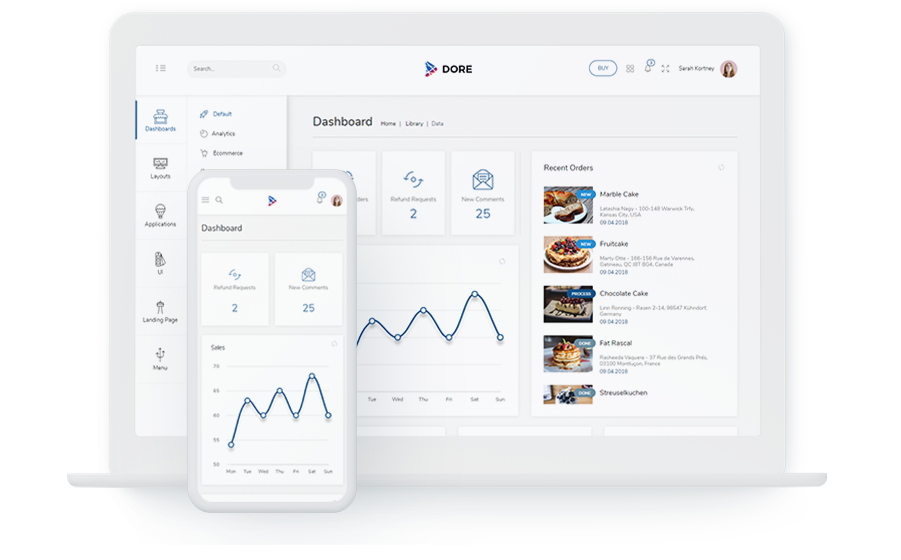 Search...
DORE
BUY
3
Sarah Kortney
Dashboards
Layouts
Applications
UI
Landing Page
Menu
Default
Analytics
Ecommerce
Dashboard
Home | Library | Data
Refund Requests
2
New Comments
25
Tue Wed Thu Fri Sat Sun
Recent Orders
NEW
Marble Cake
Latashia Nagy - 100-148 Warwick Trfy,
Kansas City, USA
09.04.2018
NEW
Fruitcake
Marty Otte - 166-156 Rue de Varennes,
Gatineau, QC J8T 8G4, Canada
09.04.2018
PROCESS
Chocolate Cake
Linn Ronning - Rasen 2-14, 98547 Kühndorf,
Germany
09.04.2018
DONE
Fat Rascal
Rasheeda Vaquera - 37 Rue des Grands Prés,
03100 Montluçon, France
09.04.2018
DONE
Streuselkuchen
3
Dashboard
Refund Requests
2
New Comments
25
Sales
70
65
60
55
50
Mon Tue Wed Thu Fri Sat Sun